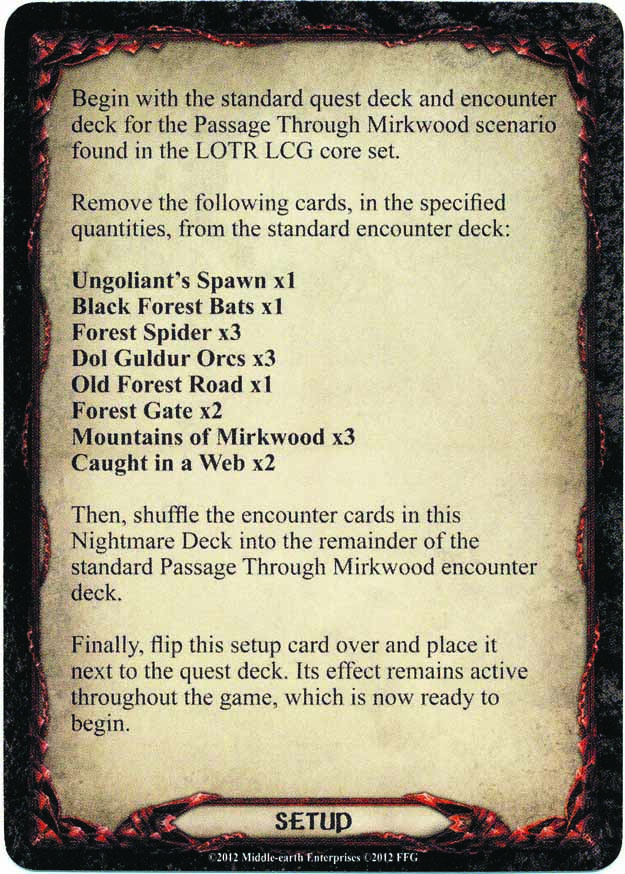 Begin with the standard quest deck and encounter
deck for the Passage Through Mirkwood scenario
found in the LOTR LCG core set.
Remove the following cards, in the specified
quantities, from the standard encounter deck:
Ungoliant's Spawn x1
Black Forest Bats x1
Forest Spider x3
Dol Guldur Orcs x3
Old Forest Road x1
Forest Gate x2
Mountains of Mirkwood x3
Caught in a Web x2
Then, shuffle the encounter cards in this
Nightmare Deck into the remainder of the
standard Passage Through Mirkwood encounter
deck.
Finally, flip this setup card over and place it
next to the quest deck. Its effect remains active
throughout the game, which is now ready to
begin.
SETUP
©2012 Middle-earth Enterprises ©2012 FFG